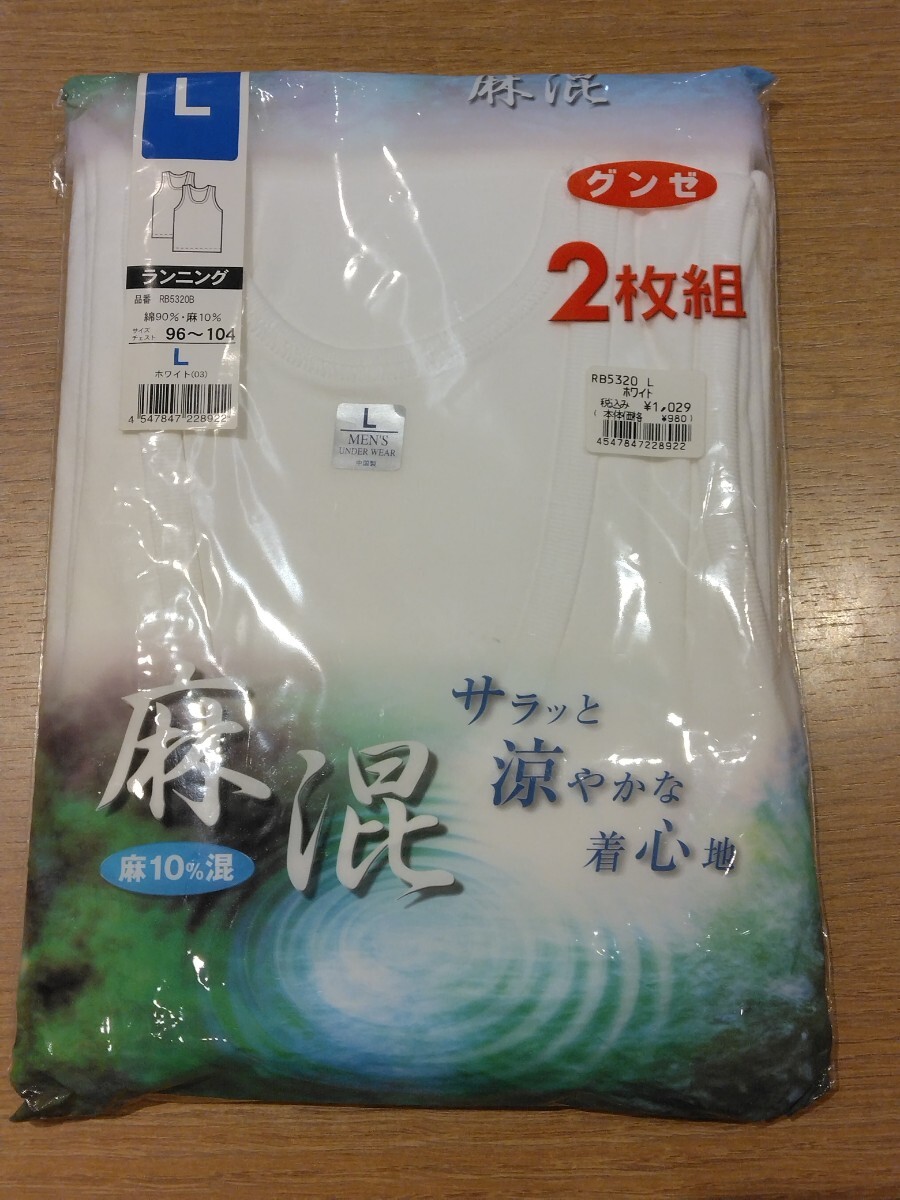 麻混
L
グンゼ
2枚組
ランニング
品番 RB5320B
綿90%・麻10%
サイズ
チェスト 96〜104
L
ホワイト(03)
4 547847 228922
RB5320 L
ホワイト
税込み ¥1,029
(本体価格 ¥980)
4547847228922
L
MEN'S
UNDER WEAR
中国製
麻混
麻10%混
サラッと
涼やかな
着心地